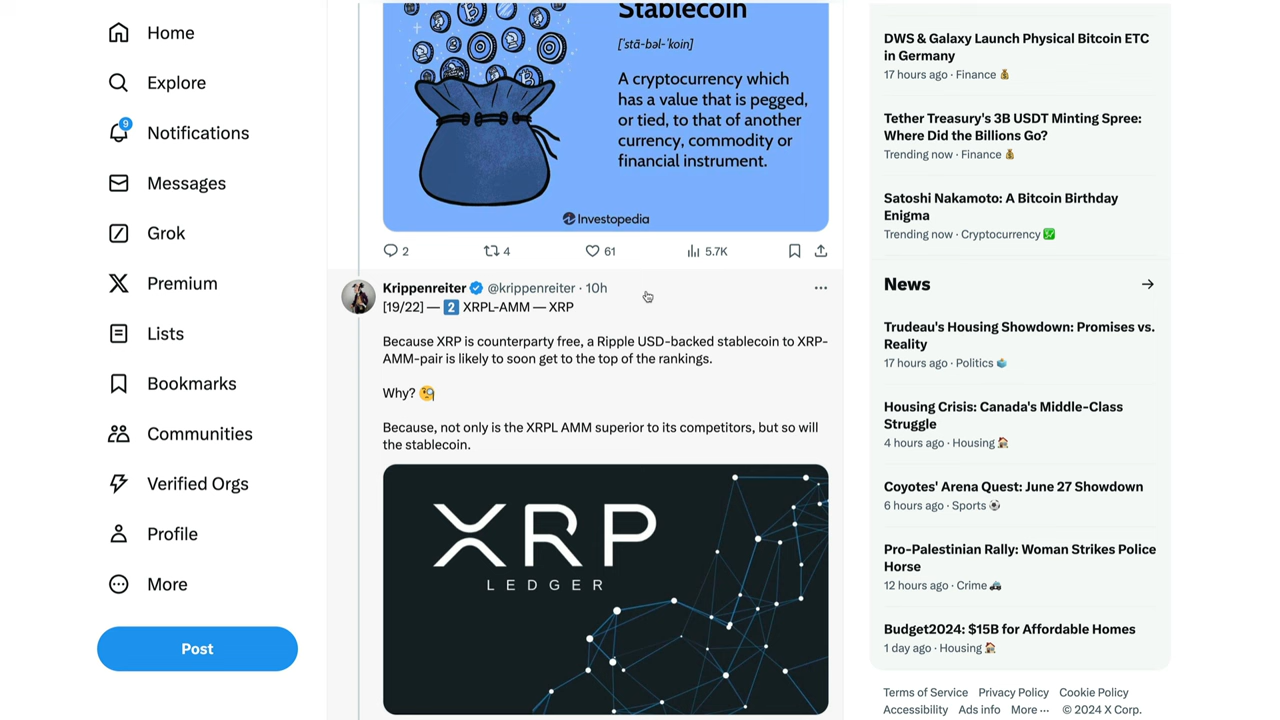 Home
Explore
9
Notifications
Messages
Grok
Premium
Lists
Bookmarks
Communities
Verified Orgs
Profile
More
Post
Stablecoin
['stā-bəl-'koin]
A cryptocurrency which
has a value that is pegged,
or tied, to that of another
currency, commodity or
financial instrument.
Investopedia
2 4 61 5.7K
Krippenreiter @krippenreiter · 10h
[19/22] — 2 XRPL-AMM — XRP
Because XRP is counterparty free, a Ripple USD-backed stablecoin to XRP-
AMM-pair is likely to soon get to the top of the rankings.
Why? 🧐
Because, not only is the XRPL AMM superior to its competitors, but so will
the stablecoin.
XRP
LEDGER
DWS & Galaxy Launch Physical Bitcoin ETC
in Germany
17 hours ago · Finance 💰
Tether Treasury's 3B USDT Minting Spree:
Where Did the Billions Go?
Trending now · Finance 💰
Satoshi Nakamoto: A Bitcoin Birthday
Enigma
Trending now · Cryptocurrency 💹
News
Trudeau's Housing Showdown: Promises vs.
Reality
17 hours ago · Politics 🗳️
Housing Crisis: Canada's Middle-Class
Struggle
4 hours ago · Housing 🏠
Coyotes' Arena Quest: June 27 Showdown
6 hours ago · Sports ⚽
Pro-Palestinian Rally: Woman Strikes Police
Horse
12 hours ago · Crime 🚓
Budget2024: $15B for Affordable Homes
1 day ago · Housing 🏠
Terms of Service Privacy Policy Cookie Policy
Accessibility Ads info More ··· © 2024 X Corp.